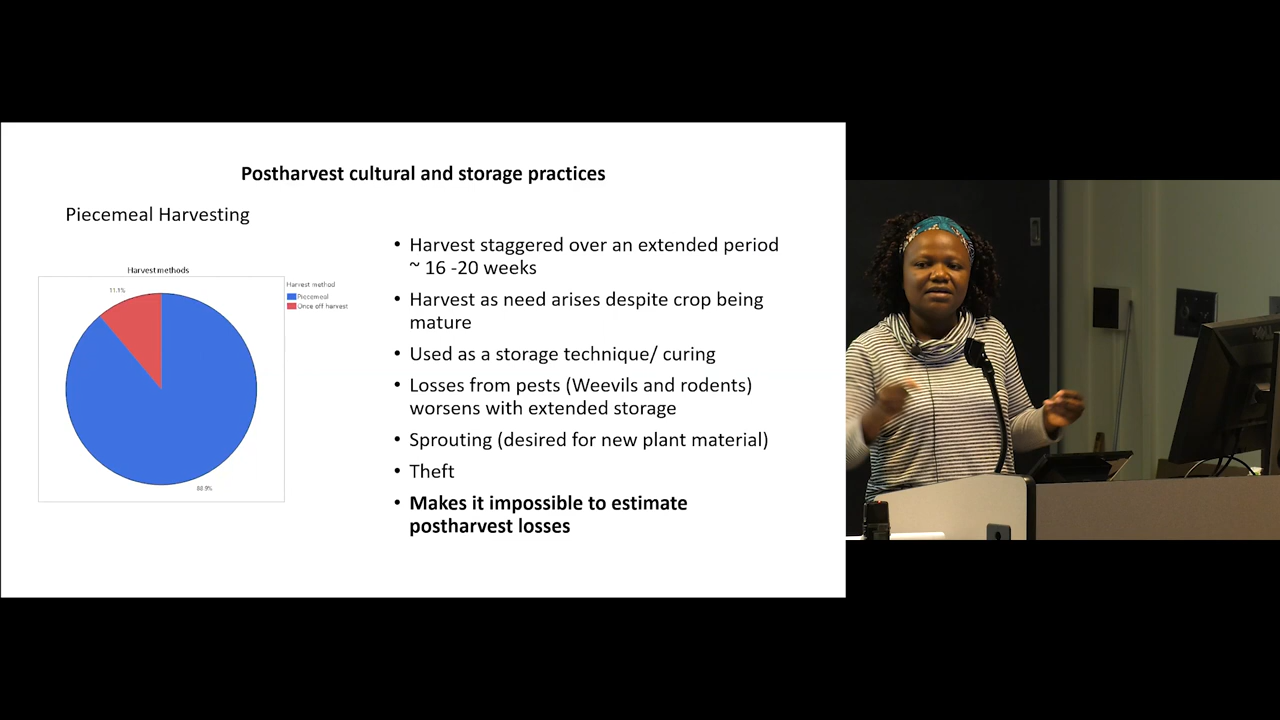 Postharvest cultural and storage practices
Piecemeal Harvesting
Harvest methods
11.1%
88.9%
Harvest method
Piecemeal
Once off harvest
• Harvest staggered over an extended period
~ 16 -20 weeks
• Harvest as need arises despite crop being
mature
• Used as a storage technique/ curing
• Losses from pests (Weevils and rodents)
worsens with extended storage
• Sprouting (desired for new plant material)
• Theft
• Makes it impossible to estimate
postharvest losses